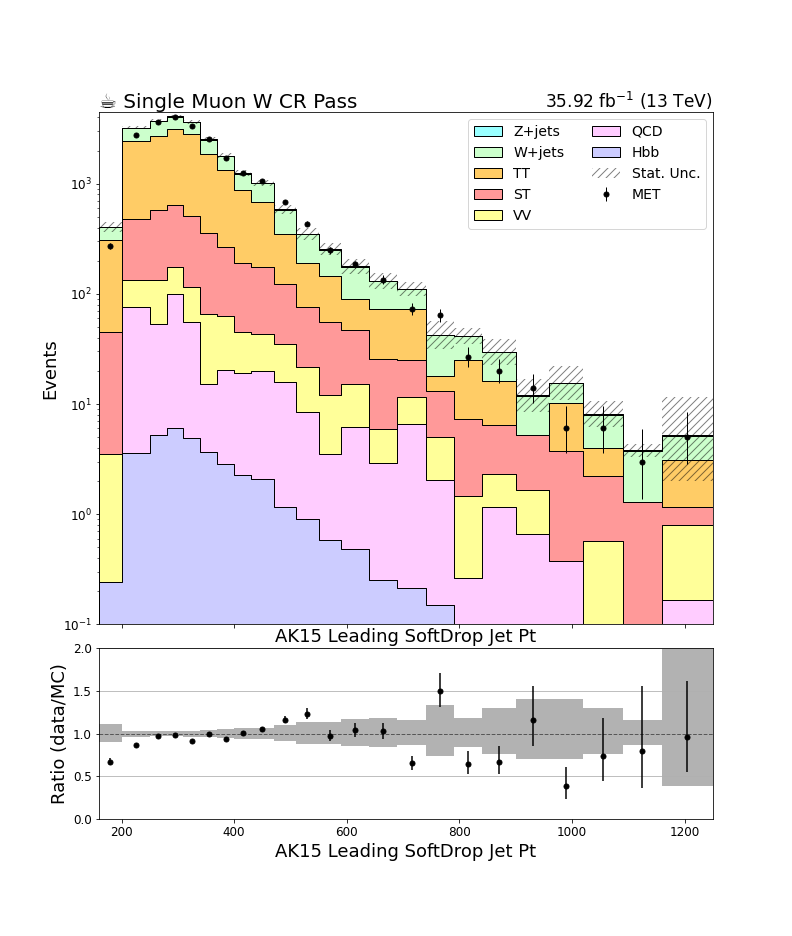 ☕ Single Muon W CR Pass
35.92 fb⁻¹ (13 TeV)
Z+jets
W+jets
TT
ST
VV
QCD
Hbb
Stat. Unc.
MET
Events
10³
10²
10¹
10⁰
10⁻¹
AK15 Leading SoftDrop Jet Pt
Ratio (data/MC)
2.0
1.5
1.0
0.5
0.0
200 400 600 800 1000 1200
AK15 Leading SoftDrop Jet Pt